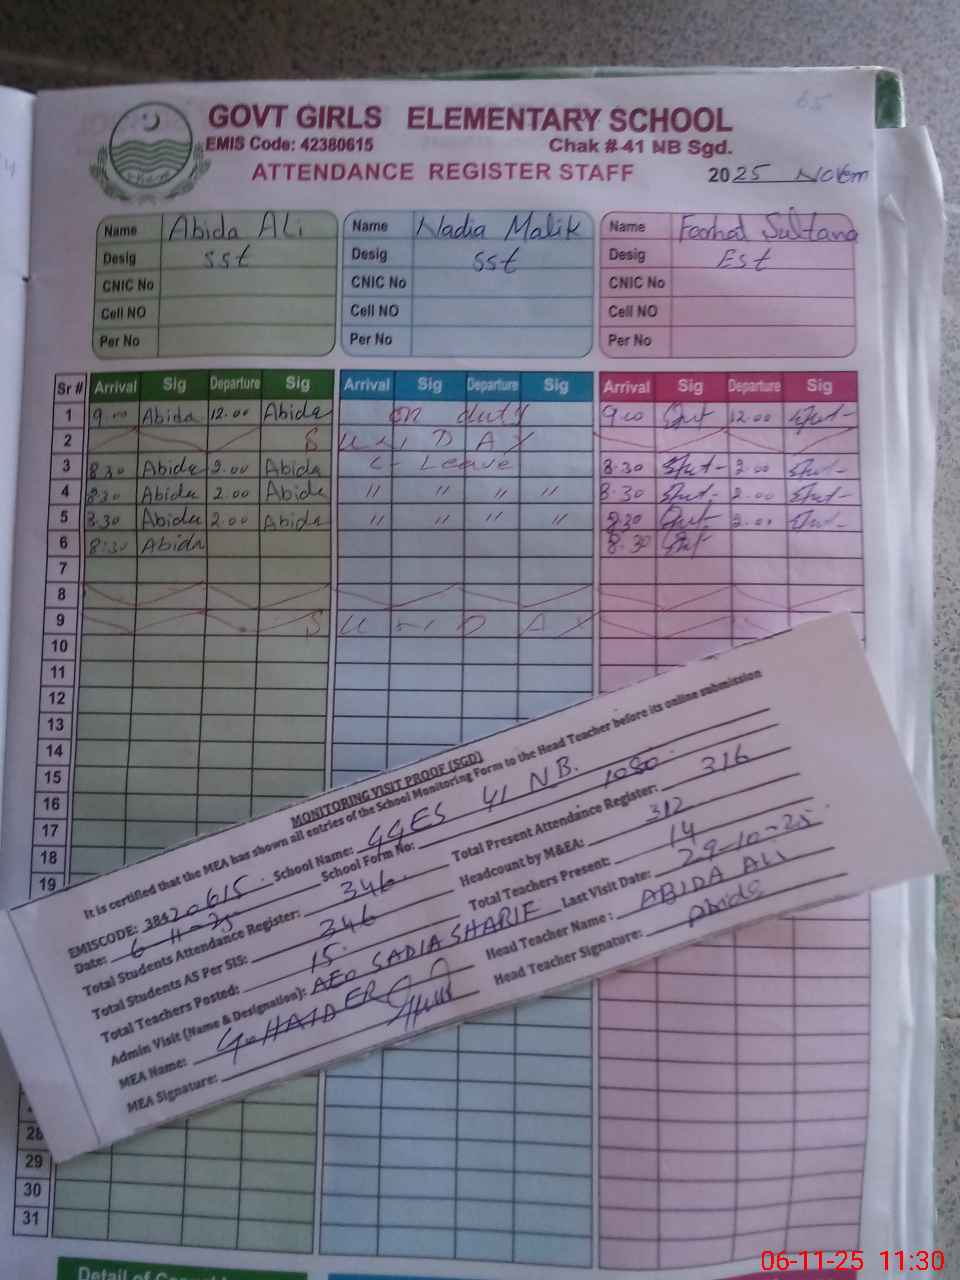 GOVT GIRLS ELEMENTARY SCHOOL
EMIS Code: 42380615 Chak # 41 NB Sgd.
ATTENDANCE REGISTER STAFF
2025 Novem
Name Abida Ali Name Nadia Malik Name Farhat Sultana
Desig SSt Desig SSt Desig Est
CNIC No CNIC No CNIC No
Cell NO Cell NO Cell NO
Per No Per No Per No
Sr # Arrival Sig Departure Sig Arrival Sig Departure Sig Arrival Sig Departure Sig
1 9.00 Abida 12.00 Abida on duty 9.00 12.00
2 S U N D A Y
3 8.30 Abida 2.00 Abida C-Leave 8.30 2.00
4 8.30 Abida 2.00 Abida " " " " 8.30 2.00
5 8.30 Abida 2.00 Abida " " " " 8.30 2.00
6 8:30 Abida 8.30
7
8
9 S U N D A Y
10
11
12
13
14
15
16
17
18
19
MONITORING VISIT PROOF (SGD)
It is certified that the MEA has shown all entries of the School Monitoring Form to the Head Teacher before its online submission
EMISCODE: 38420615 School Name: GGES 41 NB.
Date: 6-11-25 School Form No: 1080
Total Students Attendance Register: 346 Total Present Attendance Register: 316
Total Students AS Per SIS: 346 Headcount by M&EA: 312
Total Teachers Posted: 15 Total Teachers Present: 14
Admin Visit (Name & Designation): AEO SADIA SHARIF Last Visit Date: 29-10-25
MEA Name: G. HAIDER Head Teacher Name: ABIDA ALI
MEA Signature: Head Teacher Signature: Abida
28
29
30
31
Detail of
06-11-25 11:30